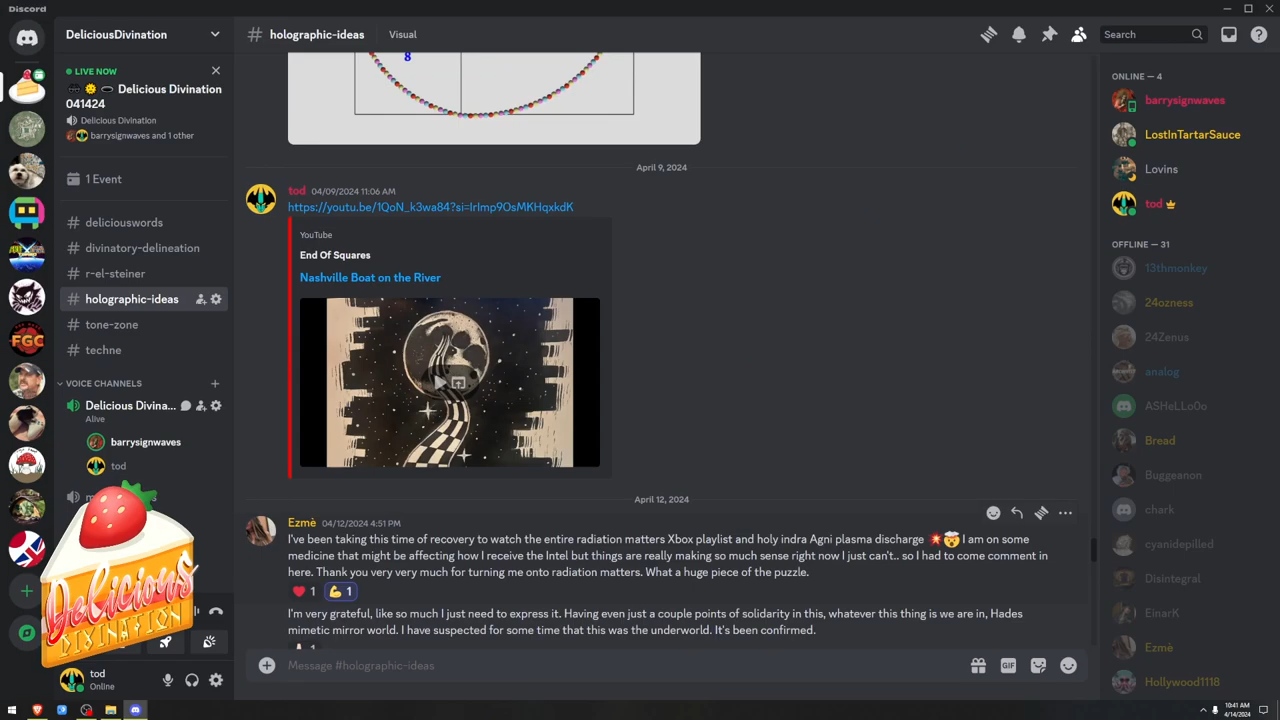 Discord
DeliciousDivination
LIVE NOW
Delicious Divination
041424
Delicious Divination
barrysignwaves and 1 other
1 Event
# deliciouswords
# divinatory-delineation
# r-el-steiner
# holographic-ideas
# tone-zone
# techne
VOICE CHANNELS
Delicious Divina...
Alive
barrysignwaves
tod
Delicious
DIVINATION
tod
Online
# holographic-ideas
Visual
Search
8
April 9, 2024
tod 04/09/2024 11:06 AM
https://youtu.be/1QoN_k3wa84?si=IrImp9OsMKHqxkdK
YouTube
End Of Squares
Nashville Boat on the River
April 12, 2024
Ezmè 04/12/2024 4:51 PM
I've been taking this time of recovery to watch the entire radiation matters Xbox playlist and holy indra Agni plasma discharge 💥🤯 I am on some
medicine that might be affecting how I receive the Intel but things are really making so much sense right now I just can't.. so I had to come comment in
here. Thank you very very much for turning me onto radiation matters. What a huge piece of the puzzle.
❤️ 1 💪 1
I'm very grateful, like so much I just need to express it. Having even just a couple points of solidarity in this, whatever this thing is we are in, Hades
mimetic mirror world. I have suspected for some time that this was the underworld. It's been confirmed.
Message #holographic-ideas
GIF
ONLINE — 4
barrysignwaves
LostInTartarSauce
Lovins
tod
OFFLINE — 31
13thmonkey
24ozness
24Zenus
analog
ASHeLLo0o
Bread
Buggeanon
chark
cyanidepilled
Disintegral
EinarK
Ezmè
Hollywood1118
FGC
10:41 AM
4/14/2024